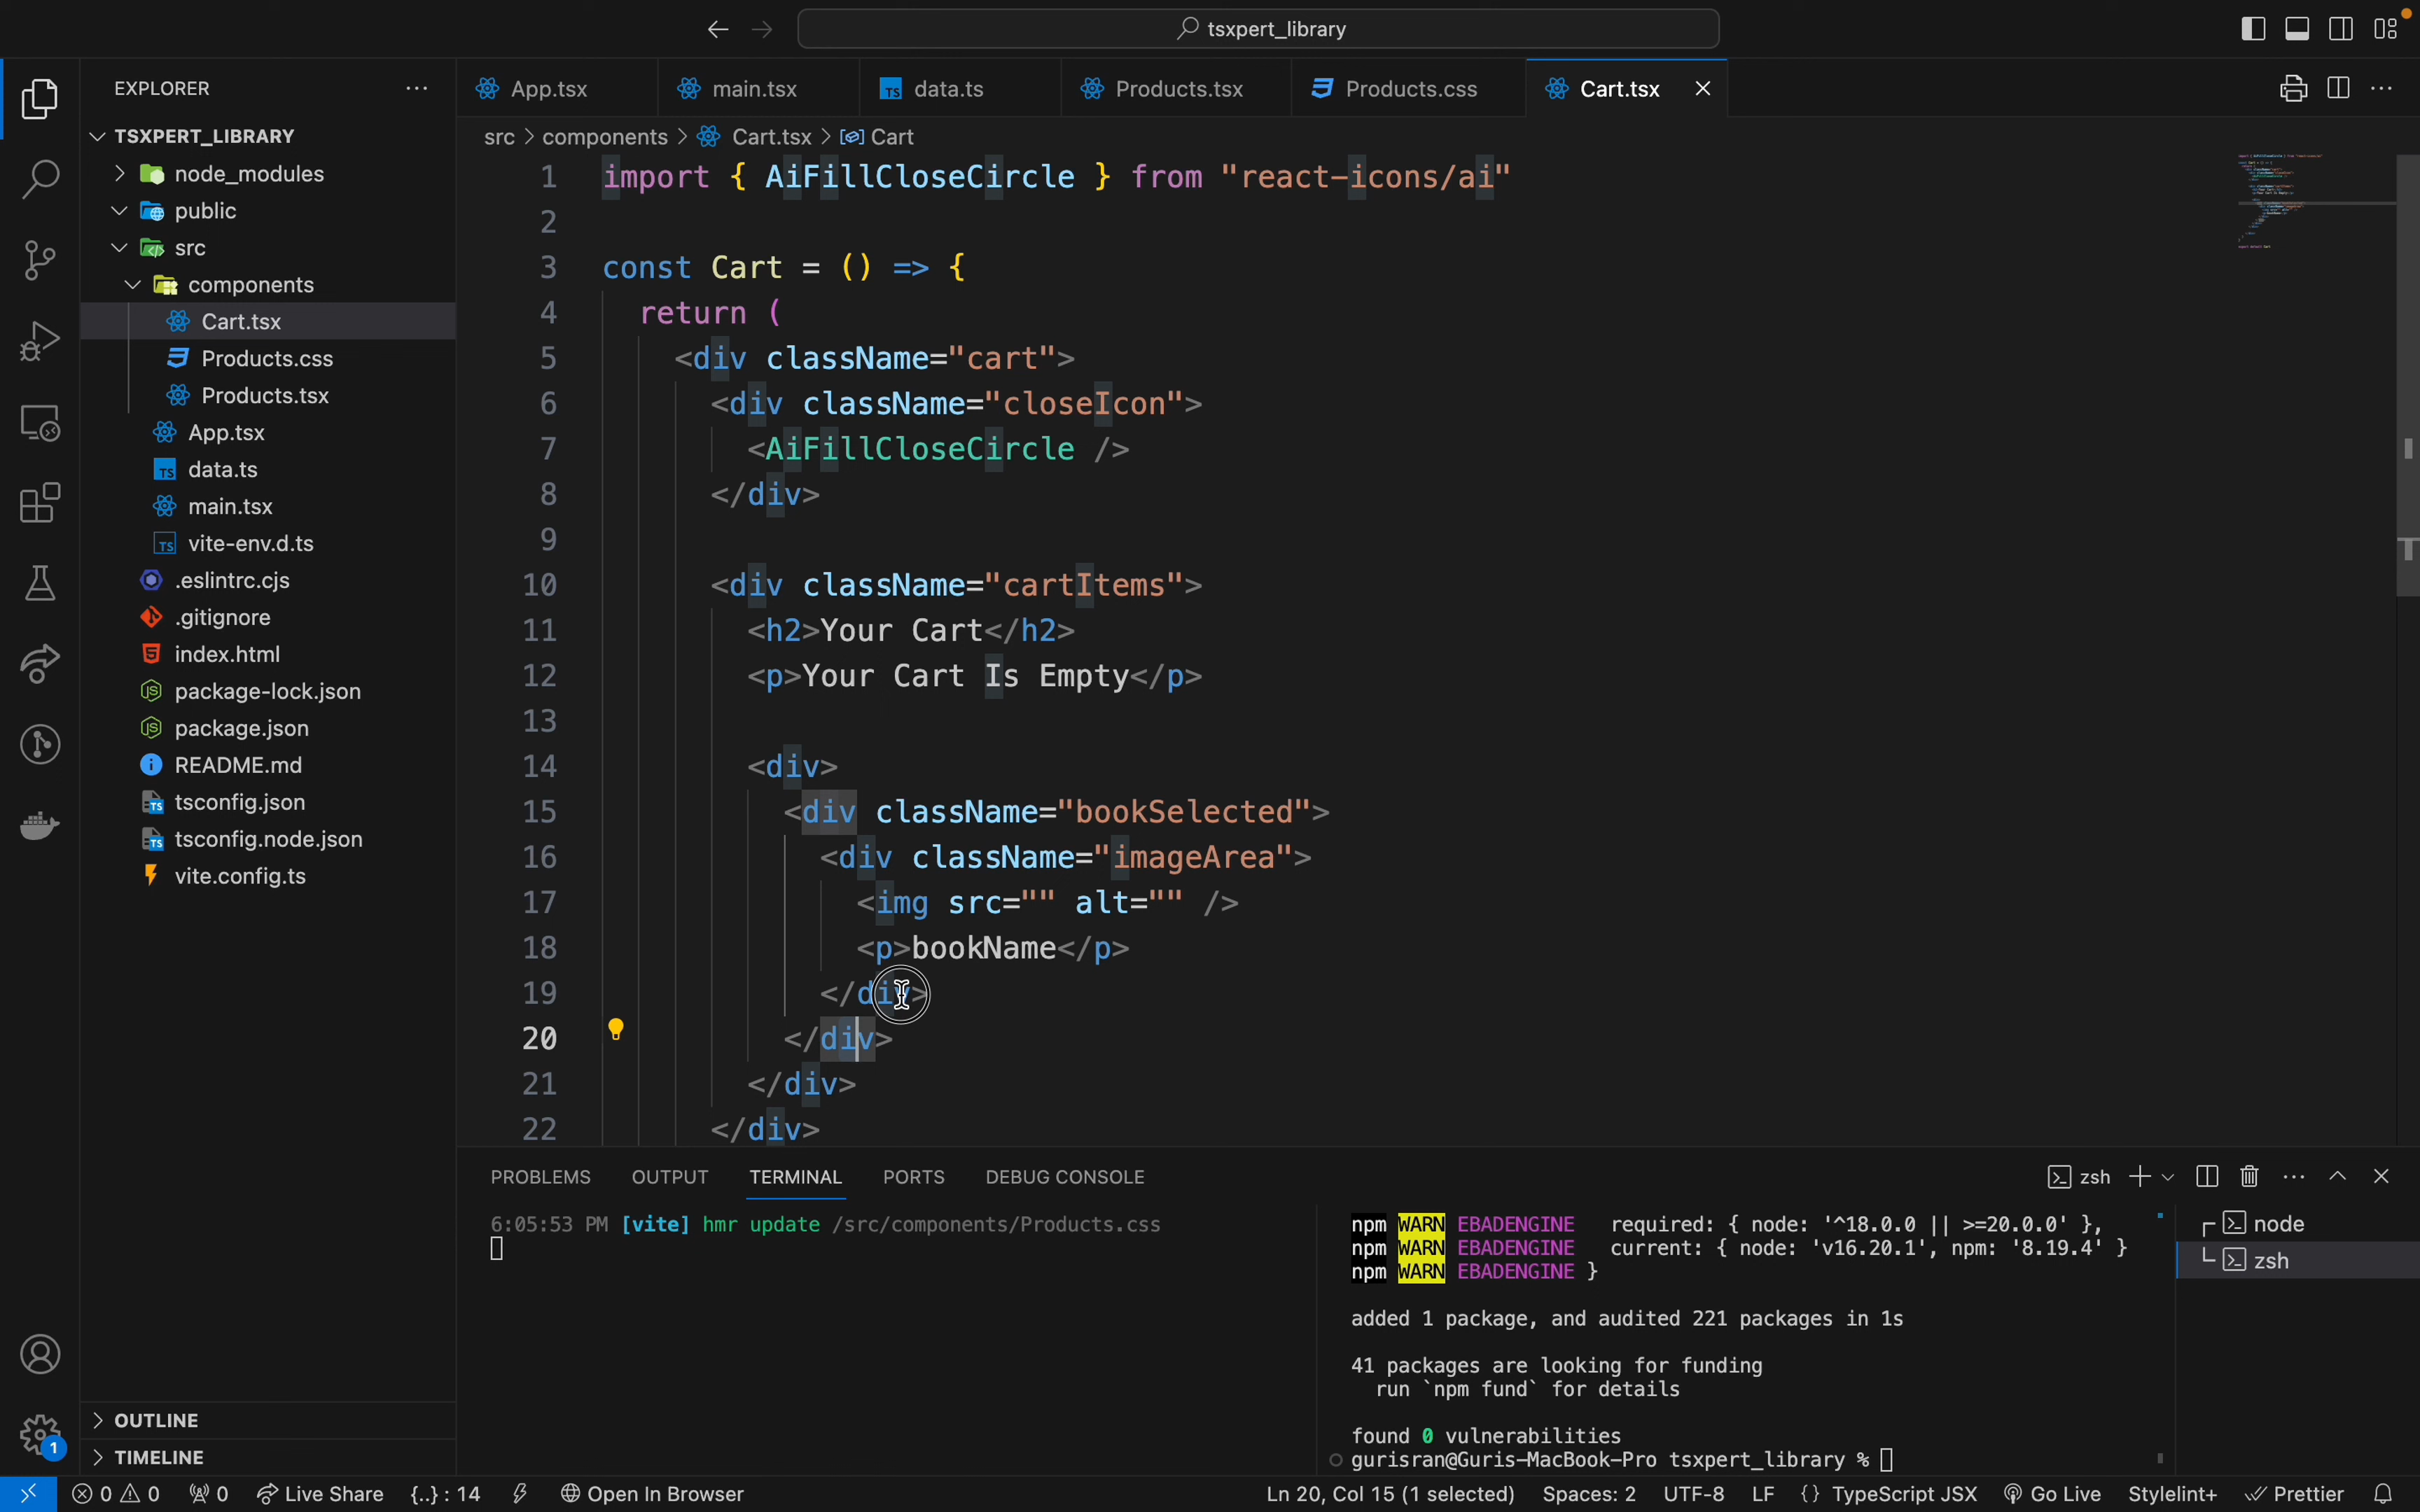 tsxpert_library
EXPLORER
TSXPERT_LIBRARY
node_modules
public
src
components
Cart.tsx
Products.css
Products.tsx
App.tsx
data.ts
main.tsx
vite-env.d.ts
.eslintrc.cjs
.gitignore
index.html
package-lock.json
package.json
README.md
tsconfig.json
tsconfig.node.json
vite.config.ts
OUTLINE
TIMELINE
App.tsx main.tsx data.ts Products.tsx Products.css Cart.tsx
src > components > Cart.tsx > Cart
1 import { AiFillCloseCircle } from "react-icons/ai"
2
3 const Cart = () => {
4 return (
5 <div className="cart">
6 <div className="closeIcon">
7 <AiFillCloseCircle />
8 </div>
9
10 <div className="cartItems">
11 <h2>Your Cart</h2>
12 <p>Your Cart Is Empty</p>
13
14 <div>
15 <div className="bookSelected">
16 <div className="imageArea">
17 <img src="" alt="" />
18 <p>bookName</p>
19 </div>
20 </div>
21 </div>
22 </div>
PROBLEMS OUTPUT TERMINAL PORTS DEBUG CONSOLE
zsh
6:05:53 PM [vite] hmr update /src/components/Products.css
npm WARN EBADENGINE required: { node: '^18.0.0 || >=20.0.0' },
npm WARN EBADENGINE current: { node: 'v16.20.1', npm: '8.19.4' }
npm WARN EBADENGINE }
added 1 package, and audited 221 packages in 1s
41 packages are looking for funding
run `npm fund` for details
found 0 vulnerabilities
gurisran@Guris-MacBook-Pro tsxpert_library %
node
zsh
1
0 0 0 Live Share {..} : 14 Open In Browser Ln 20, Col 15 (1 selected) Spaces: 2 UTF-8 LF {} TypeScript JSX Go Live Stylelint+ Prettier